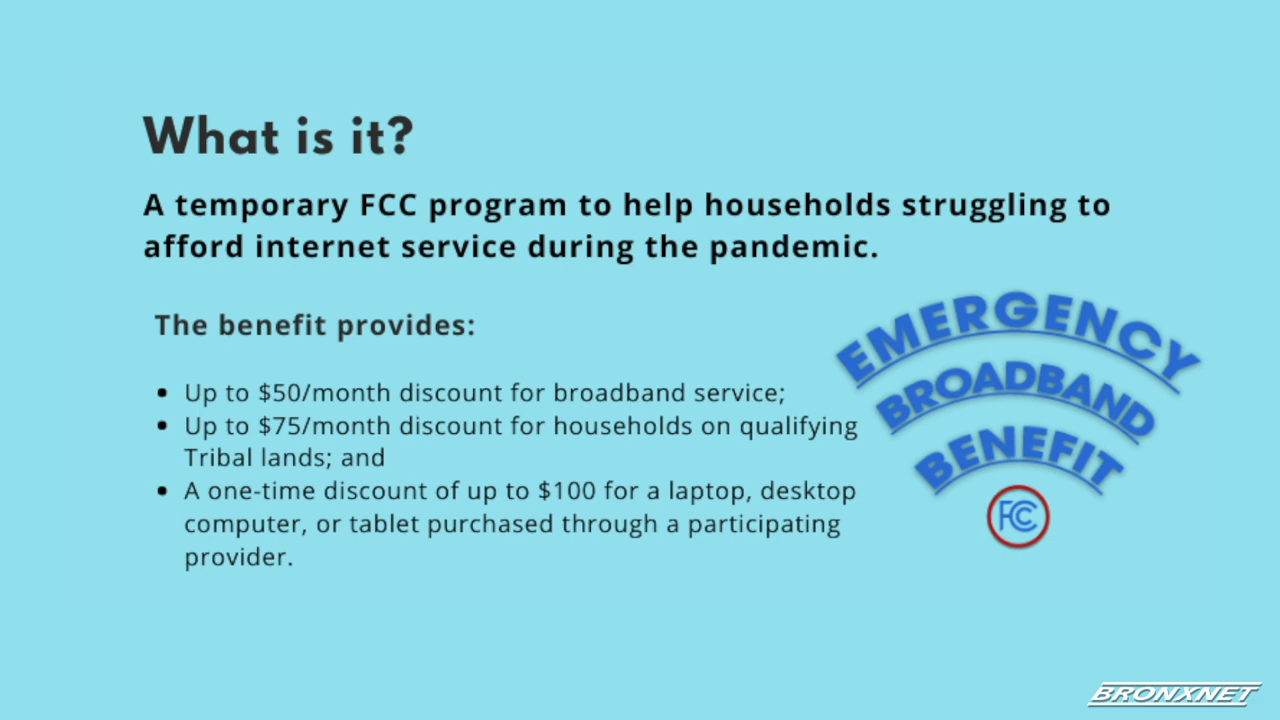 What is it?
A temporary FCC program to help households struggling to
afford internet service during the pandemic.
The benefit provides:
• Up to $50/month discount for broadband service;
• Up to $75/month discount for households on qualifying
Tribal lands; and
• A one-time discount of up to $100 for a laptop, desktop
computer, or tablet purchased through a participating
provider.
EMERGENCY
BROADBAND
BENEFIT
FCC
BRONXNET